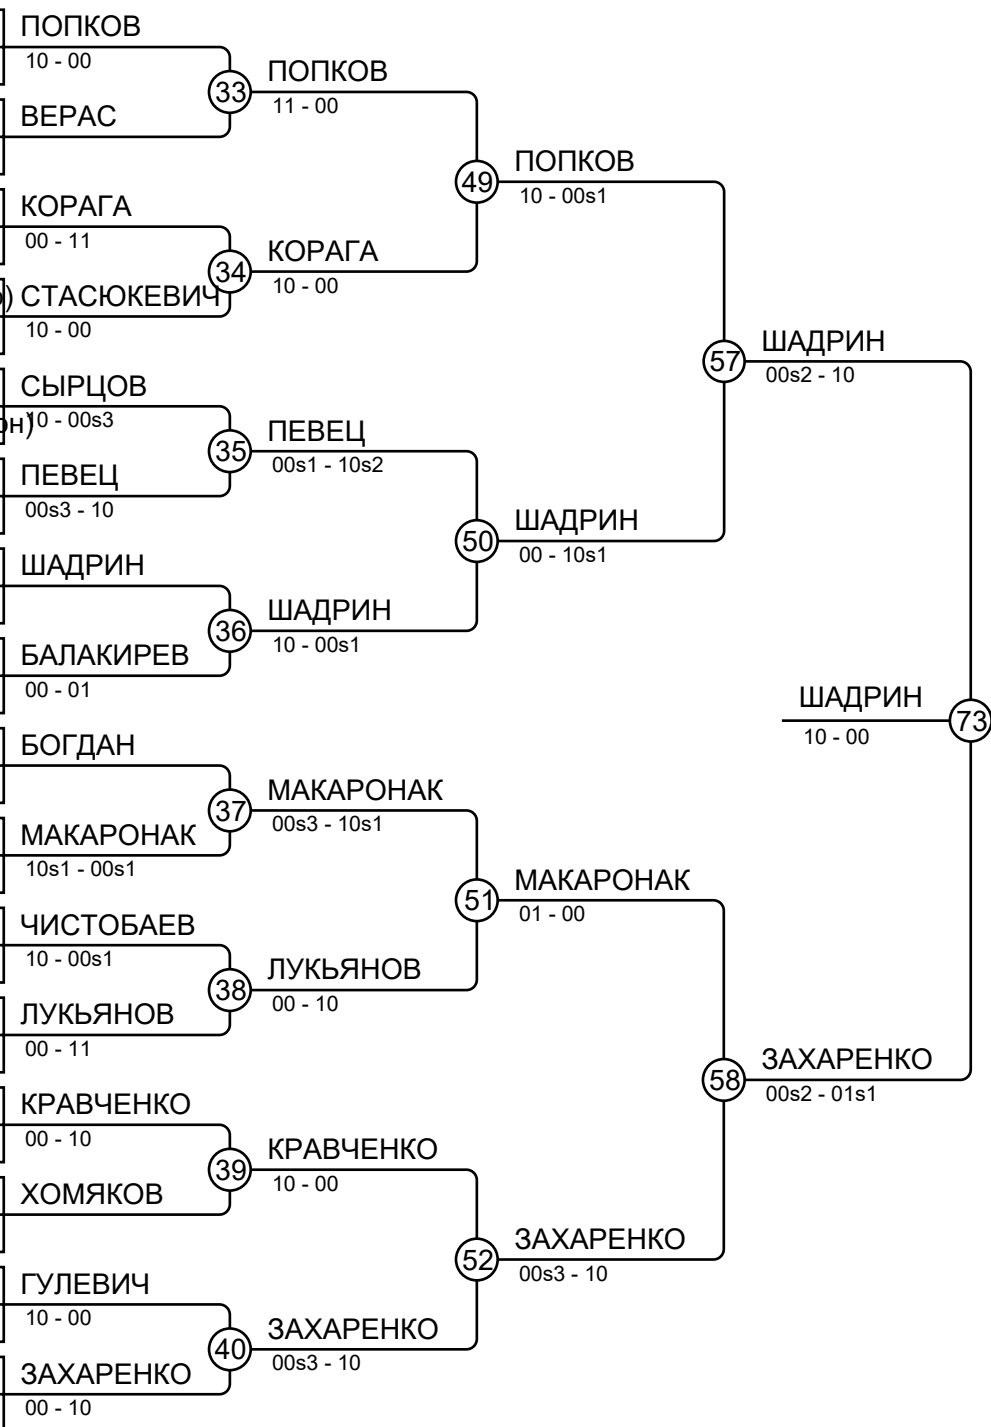 ПОПКОВ
10 - 00
33
ПОПКОВ
11 - 00
ВЕРАС
49
ПОПКОВ
10 - 00s1
КОРАГА
00 - 11
34
КОРАГА
10 - 00
) СТАСЮКЕВИЧ
10 - 00
57
ШАДРИН
00s2 - 10
СЫРЦОВ
он)
10 - 00s3
35
ПЕВЕЦ
00s1 - 10s2
ПЕВЕЦ
00s3 - 10
50
ШАДРИН
00 - 10s1
ШАДРИН
36
ШАДРИН
10 - 00s1
БАЛАКИРЕВ
00 - 01
ШАДРИН
10 - 00
73
БОГДАН
37
МАКАРОНАК
00s3 - 10s1
МАКАРОНАК
10s1 - 00s1
51
МАКАРОНАК
01 - 00
ЧИСТОБАЕВ
10 - 00s1
38
ЛУКЬЯНОВ
00 - 10
ЛУКЬЯНОВ
00 - 11
58
ЗАХАРЕНКО
00s2 - 01s1
КРАВЧЕНКО
00 - 10
39
КРАВЧЕНКО
10 - 00
ХОМЯКОВ
52
ЗАХАРЕНКО
00s3 - 10
ГУЛЕВИЧ
10 - 00
40
ЗАХАРЕНКО
00s3 - 10
ЗАХАРЕНКО
00 - 10